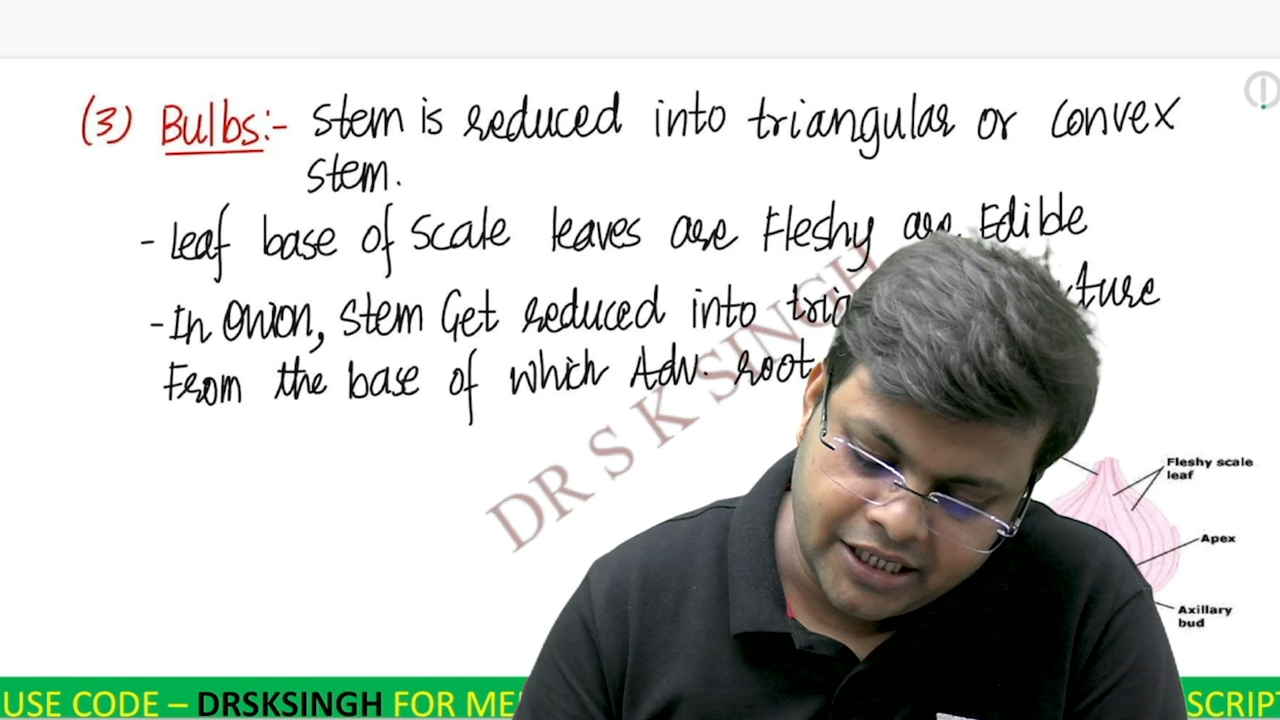 (3) Bulbs:- Stem is reduced into triangular or convex
stem.
- Leaf base of Scale leaves are Fleshy are Edible
- In Onion, Stem Get reduced into
From the base of which Adv. root
DR S K SINGH
Fleshy scale
leaf
Apex
Axillary
bud
USE CODE – DRSKSINGH FOR